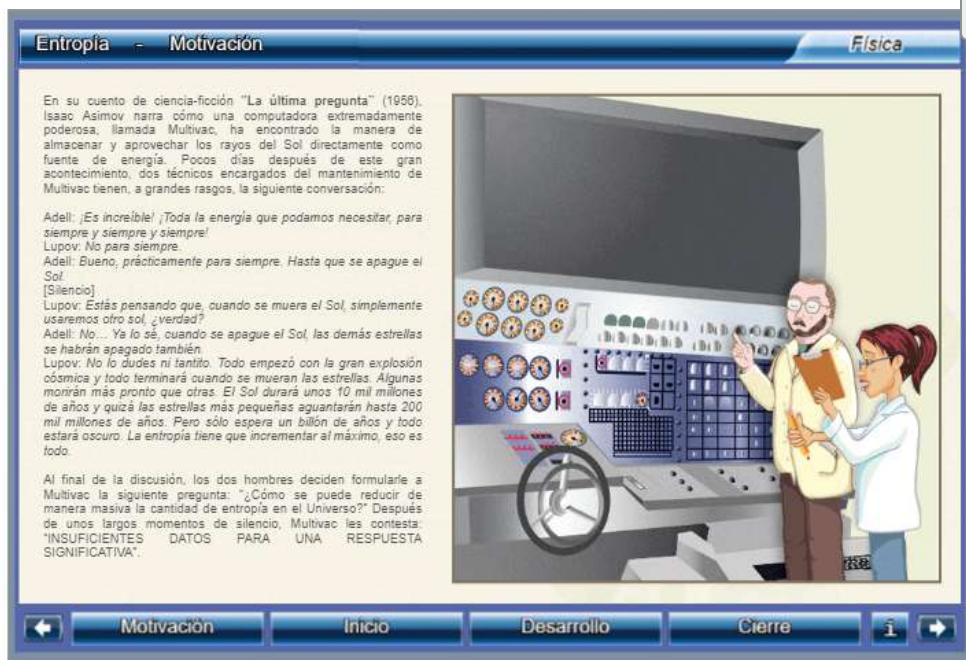 Entropía - Motivación
Física
En su cuento de ciencia-ficción "La última pregunta" (1956),
Isaac Asimov narra cómo una computadora extremadamente
poderosa, llamada Multivac, ha encontrado la manera de
almacenar y aprovechar los rayos del Sol directamente como
fuente de energía. Pocos días después de este gran
acontecimiento, dos técnicos encargados del mantenimiento de
Multivac tienen, a grandes rasgos, la siguiente conversación:
Adell: ¡Es increíble! ¡Toda la energía que podamos necesitar, para
siempre y siempre y siempre!
Lupov: No para siempre.
Adell: Bueno, prácticamente para siempre. Hasta que se apague el
Sol.
[Silencio]
Lupov: Estás pensando que, cuando se muera el Sol, simplemente
usaremos otro sol, ¿verdad?
Adell: No... Ya lo sé, cuando se apague el Sol, las demás estrellas
se habrán apagado también.
Lupov: No lo dudes ni tantito. Todo empezó con la gran explosión
cósmica y todo terminará cuando se mueran las estrellas. Algunas
morirán más pronto que otras. El Sol durará unos 10 mil millones
de años y quizá las estrellas más pequeñas aguantarán hasta 200
mil millones de años. Pero sólo espera un billón de años y todo
estará oscuro. La entropía tiene que incrementar al máximo, eso es
todo.
Al final de la discusión, los dos hombres deciden formularle a
Multivac la siguiente pregunta: "¿Cómo se puede reducir de
manera masiva la cantidad de entropía en el Universo?" Después
de unos largos momentos de silencio, Multivac les contesta:
"INSUFICIENTES DATOS PARA UNA RESPUESTA
SIGNIFICATIVA".
Motivación
Inicio
Desarrollo
Cierre
i